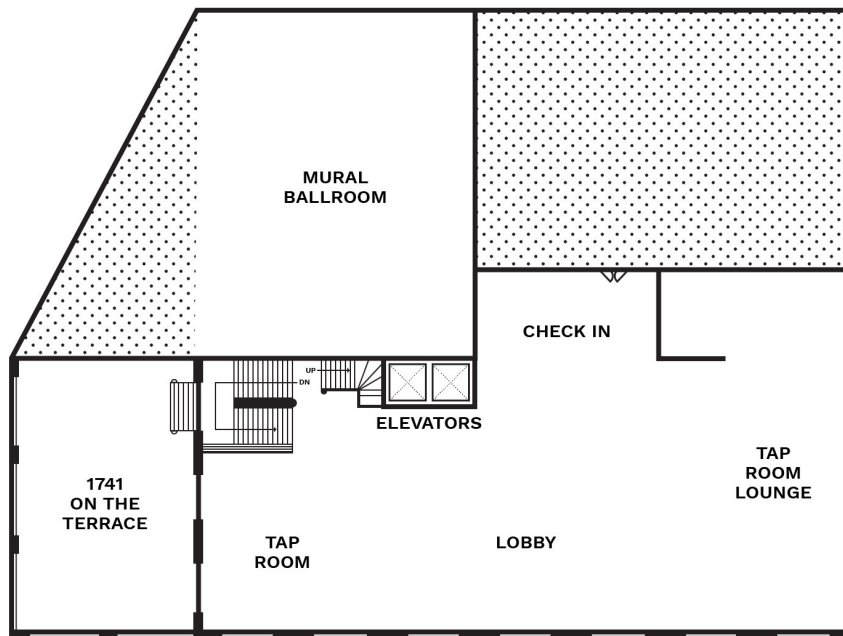 MURAL
BALLROOM
CHECK IN
UP
DN
ELEVATORS
1741
ON THE
TERRACE
TAP
ROOM
LOBBY
TAP
ROOM
LOUNGE